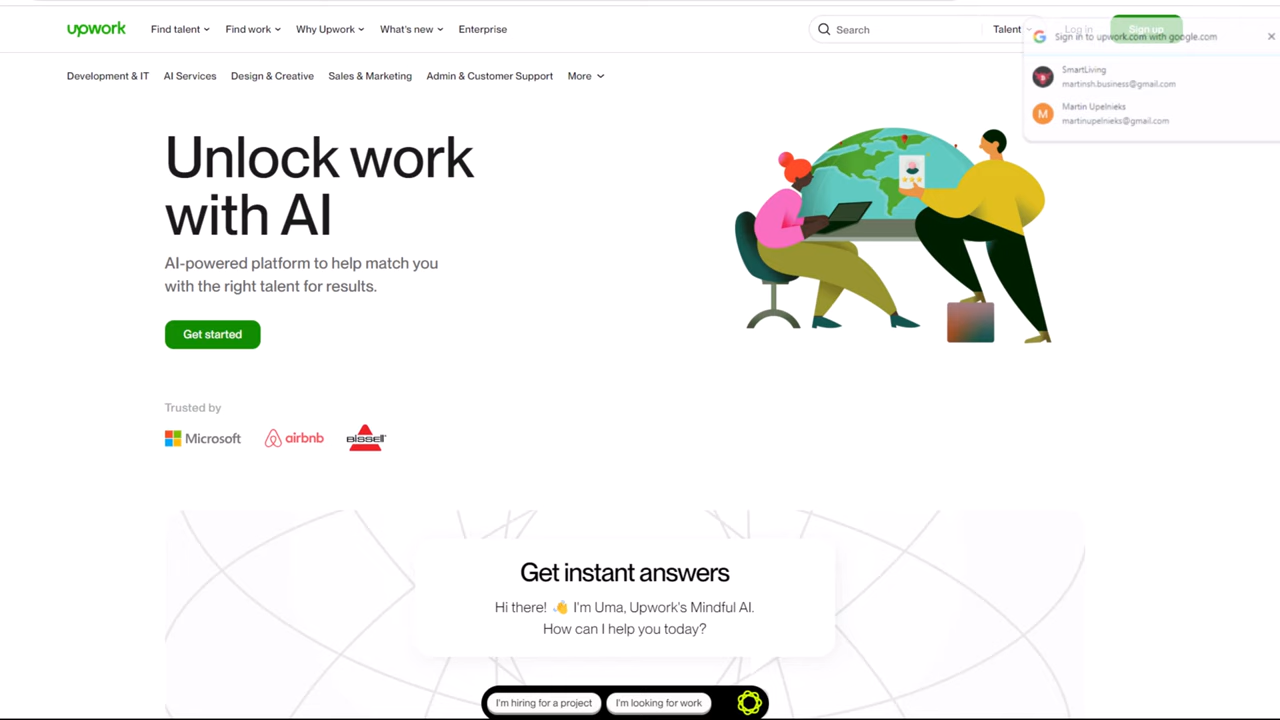 upwork
Find talent
Find work
Why Upwork
What's new
Enterprise
Search
Talent
Log in
Sign up
Sign in to upwork.com with google.com
SmartLiving
martinsh.business@gmail.com
Martin Upelnieks
martinupelnieks@gmail.com
M
Development & IT
AI Services
Design & Creative
Sales & Marketing
Admin & Customer Support
More
Unlock work
with AI
AI-powered platform to help match you
with the right talent for results.
Get started
Trusted by
Microsoft
airbnb
BISSELL
Get instant answers
Hi there! 👋 I'm Uma, Upwork's Mindful AI.
How can I help you today?
I'm hiring for a project
I'm looking for work